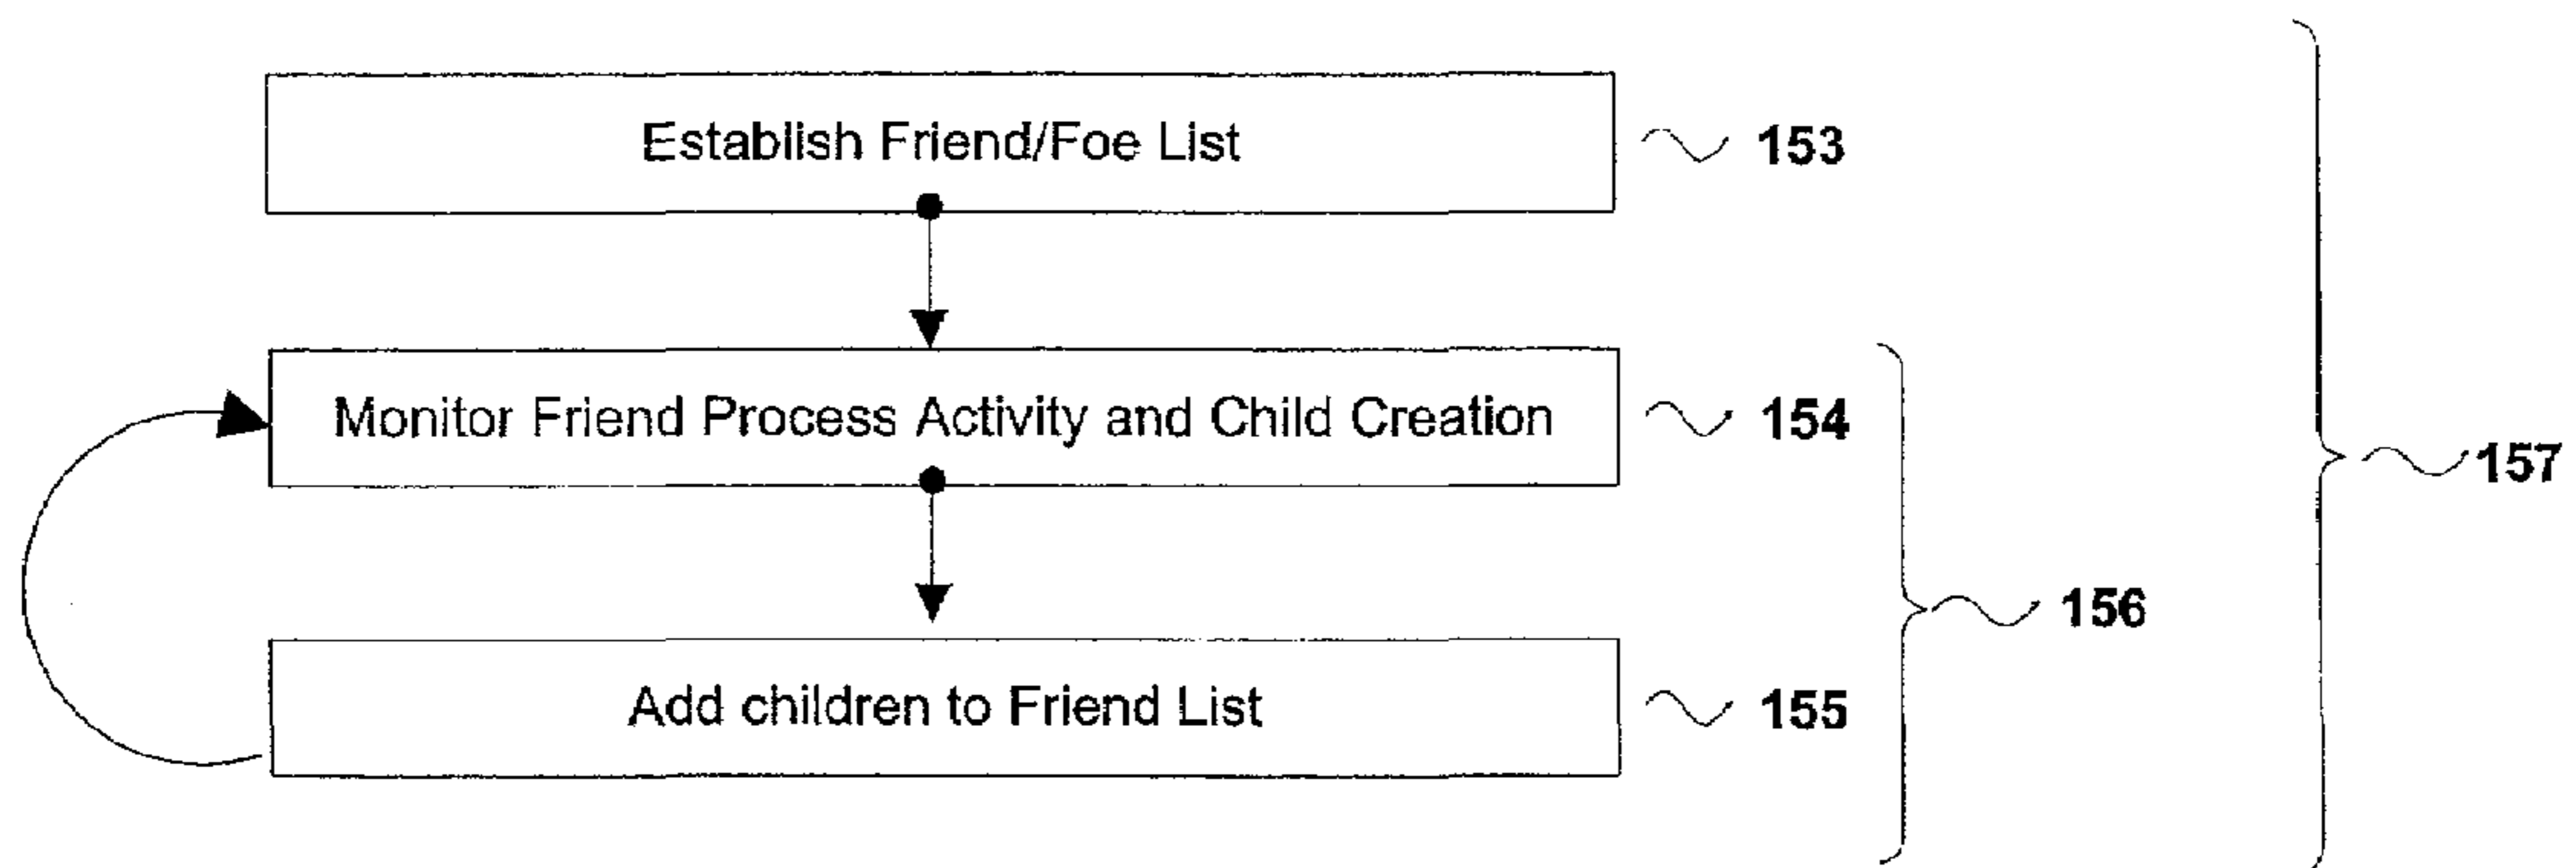 Establish Friend/Foe List
153
Monitor Friend Process Activity and Child Creation
154
157
156
Add children to Friend List
155